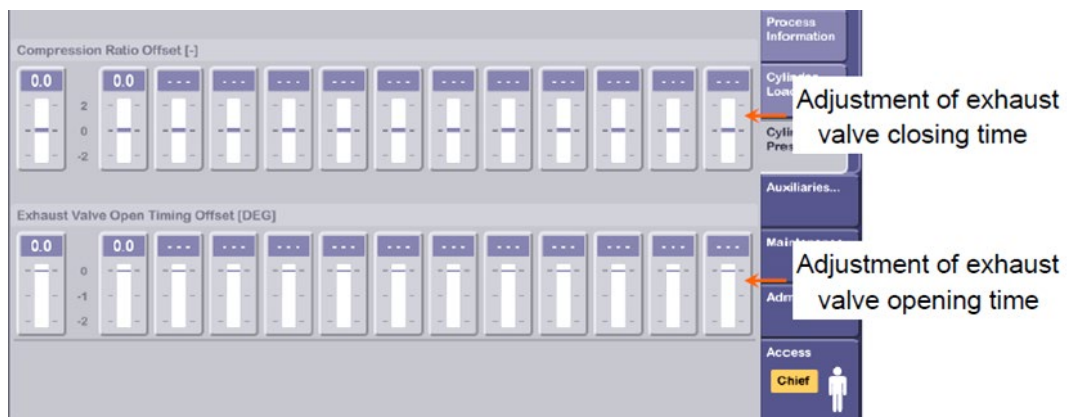 Process
Information
Compression Ratio Offset [-]
0.0 0.0 --- --- --- --- --- --- --- --- --- --- ---
2
0
-2
Cylinder
Adjustment of exhaust
valve closing time
Auxiliaries...
Exhaust Valve Open Timing Offset [DEG]
0.0 0.0 --- --- --- --- --- --- --- --- --- --- ---
0
-1
-2
Maintenance
Adjustment of exhaust
valve opening time
Access
Chief